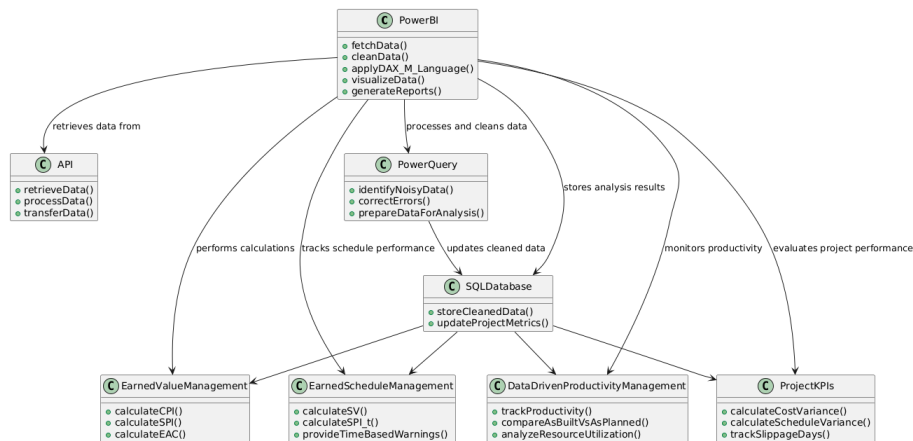 C PowerBI
fetchData()
cleanData()
applyDAX_M_Language()
visualizeData()
generateReports()
retrieves data from
processes and cleans data
C API
retrieveData()
processData()
transferData()
C PowerQuery
identifyNoisyData()
correctErrors()
prepareDataForAnalysis()
stores analysis results
performs calculations
tracks schedule performance
updates cleaned data
monitors productivity
evaluates project performance
C SQLDatabase
storeCleanedData()
updateProjectMetrics()
C EarnedValueManagement
calculateCPI()
calculateSPI()
calculateEAC()
C EarnedScheduleManagement
calculateSV()
calculateSPI_t()
provideTimeBasedWarnings()
C DataDrivenProductivityManagement
trackProductivity()
compareAsBuiltVsAsPlanned()
analyzeResourceUtilization()
C ProjectKPIs
calculateCostVariance()
calculateScheduleVariance()
trackSlippageDays()